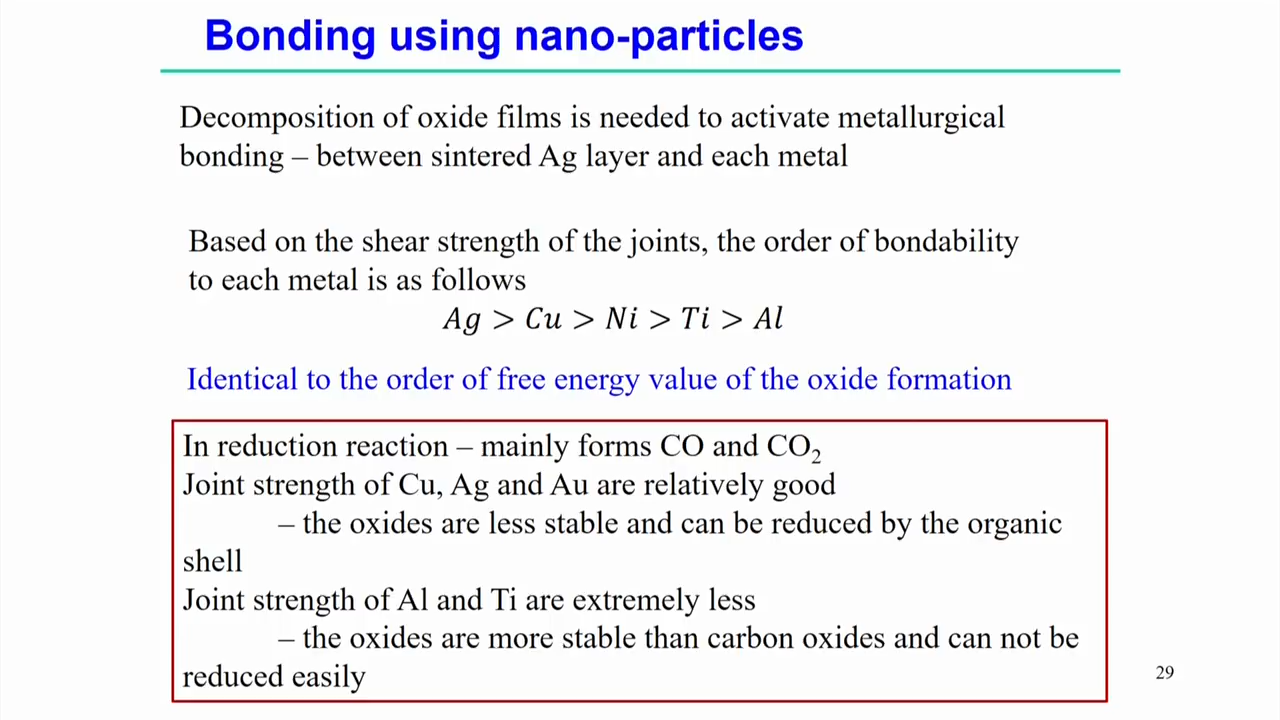 Bonding using nano-particles
Decomposition of oxide films is needed to activate metallurgical
bonding – between sintered Ag layer and each metal
Based on the shear strength of the joints, the order of bondability
to each metal is as follows
Ag > Cu > Ni > Ti > Al
Identical to the order of free energy value of the oxide formation
In reduction reaction – mainly forms CO and CO₂
Joint strength of Cu, Ag and Au are relatively good
– the oxides are less stable and can be reduced by the organic
shell
Joint strength of Al and Ti are extremely less
– the oxides are more stable than carbon oxides and can not be
reduced easily
29